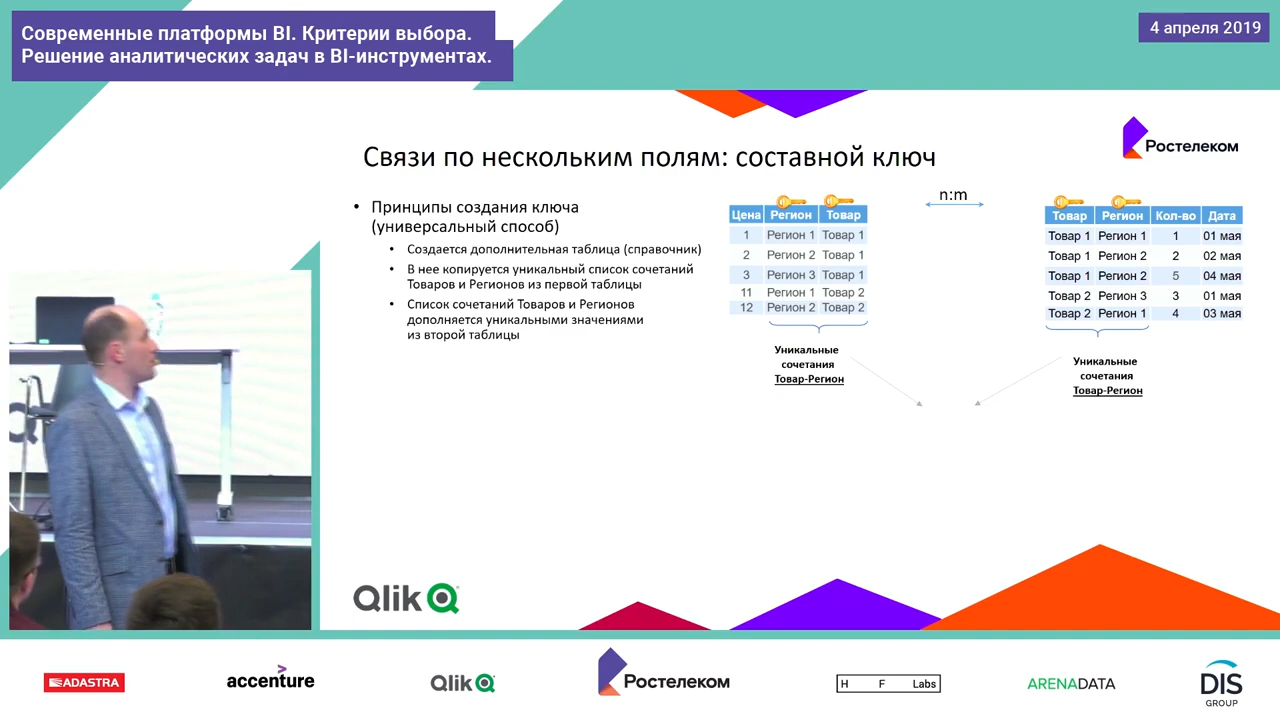 Современные платформы BI. Критерии выбора.
Решение аналитических задач в BI-инструментах.
4 апреля 2019
Ростелеком
Связи по нескольким полям: составной ключ
• Принципы создания ключа
(универсальный способ)
• Создается дополнительная таблица (справочник)
• В нее копируется уникальный список сочетаний
Товаров и Регионов из первой таблицы
• Список сочетаний Товаров и Регионов
дополняется уникальными значениями
из второй таблицы
Цена Регион Товар
1 Регион 1 Товар 1
2 Регион 2 Товар 1
3 Регион 3 Товар 1
11 Регион 1 Товар 2
12 Регион 2 Товар 2
Уникальные
сочетания
Товар-Регион
n:m
Товар Регион Кол-во Дата
Товар 1 Регион 1 1 01 мая
Товар 1 Регион 2 2 02 мая
Товар 1 Регион 2 5 04 мая
Товар 2 Регион 3 3 01 мая
Товар 2 Регион 1 4 03 мая
Уникальные
сочетания
Товар-Регион
Qlik
ADASTRA
accenture
Qlik
Ростелеком
H F Labs
ARENADATA
DIS
GROUP